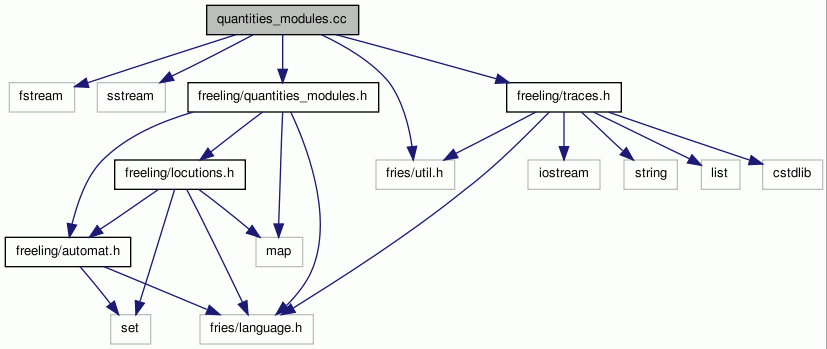 quantities_modules.cc
fstream
sstream
freeling/quantities_modules.h
freeling/traces.h
freeling/locutions.h
fries/util.h
iostream
string
list
cstdlib
freeling/automat.h
map
set
fries/language.h